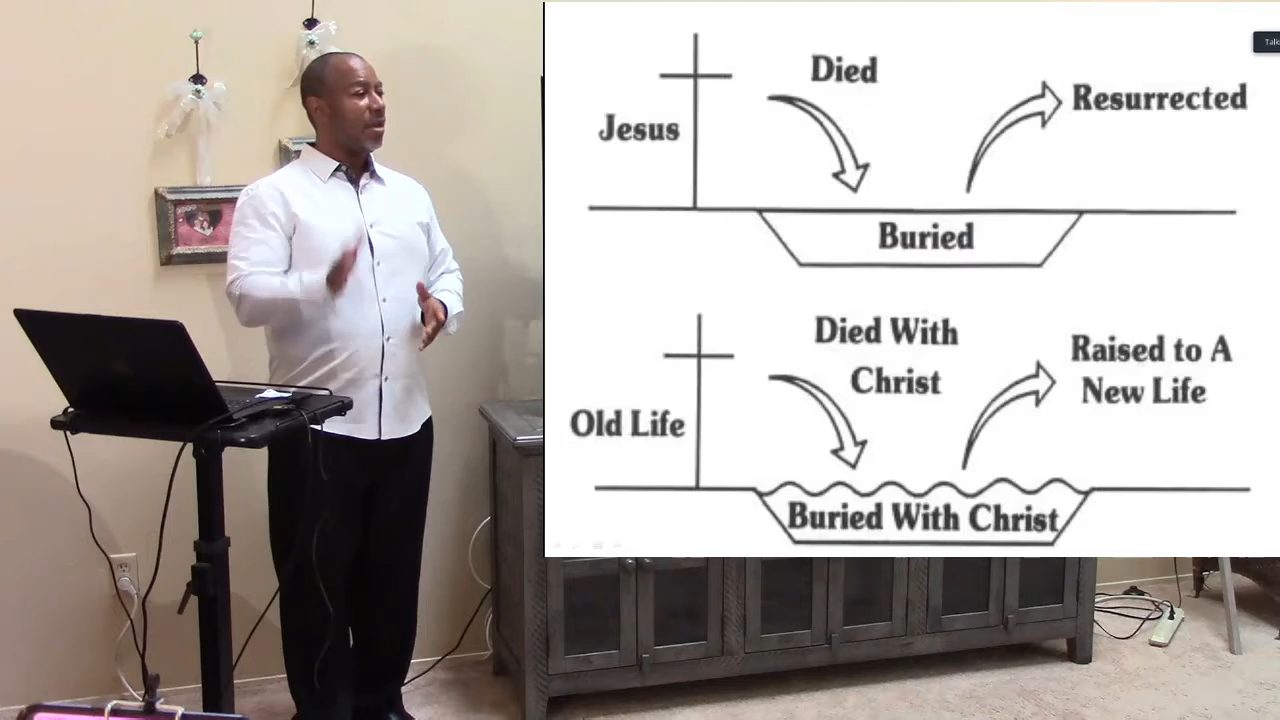 Died
Resurrected
Jesus
Buried
Died With
Christ
Raised to A
New Life
Old Life
Buried With Christ